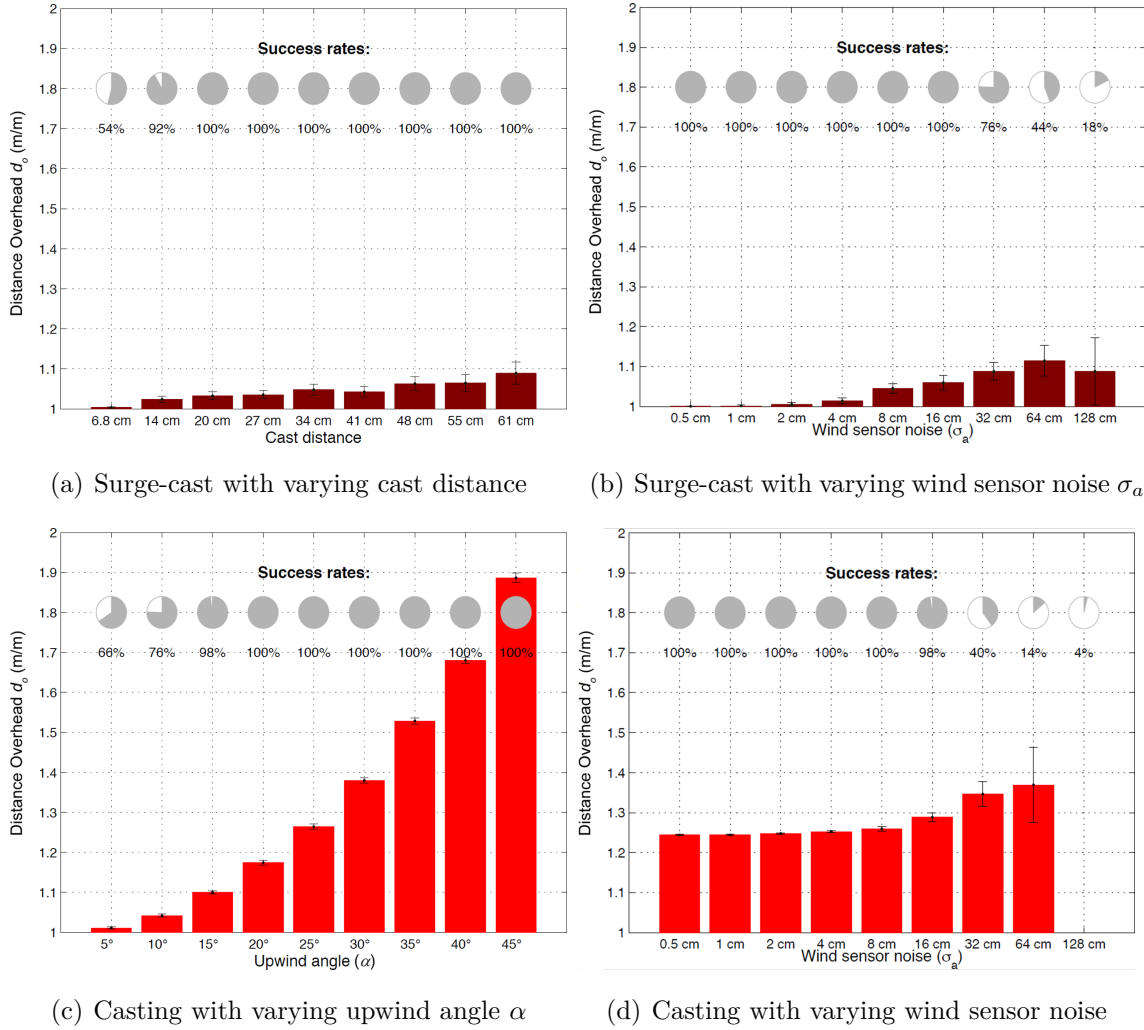 2
1.9
1.8
1.7
1.6
1.5
1.4
1.3
1.2
1.1
1
Distance Overhead d_o (m/m)
Success rates:
54% 92% 100% 100% 100% 100% 100% 100% 100%
6.8 cm 14 cm 20 cm 27 cm 34 cm 41 cm 48 cm 55 cm 61 cm
Cast distance
(a) Surge-cast with varying cast distance
2
1.9
1.8
1.7
1.6
1.5
1.4
1.3
1.2
1.1
1
Distance Overhead d_o (m/m)
Success rates:
100% 100% 100% 100% 100% 100% 76% 44% 18%
0.5 cm 1 cm 2 cm 4 cm 8 cm 16 cm 32 cm 64 cm 128 cm
Wind sensor noise (σ_a)
(b) Surge-cast with varying wind sensor noise σ_a
2
1.9
1.8
1.7
1.6
1.5
1.4
1.3
1.2
1.1
1
Distance Overhead d_o (m/m)
Success rates:
66% 76% 98% 100% 100% 100% 100% 100% 100%
5° 10° 15° 20° 25° 30° 35° 40° 45°
Upwind angle (α)
(c) Casting with varying upwind angle α
2
1.9
1.8
1.7
1.6
1.5
1.4
1.3
1.2
1.1
1
Distance Overhead d_o (m/m)
Success rates:
100% 100% 100% 100% 100% 98% 40% 14% 4%
0.5 cm 1 cm 2 cm 4 cm 8 cm 16 cm 32 cm 64 cm 128 cm
Wind sensor noise (σ_a)
(d) Casting with varying wind sensor noise